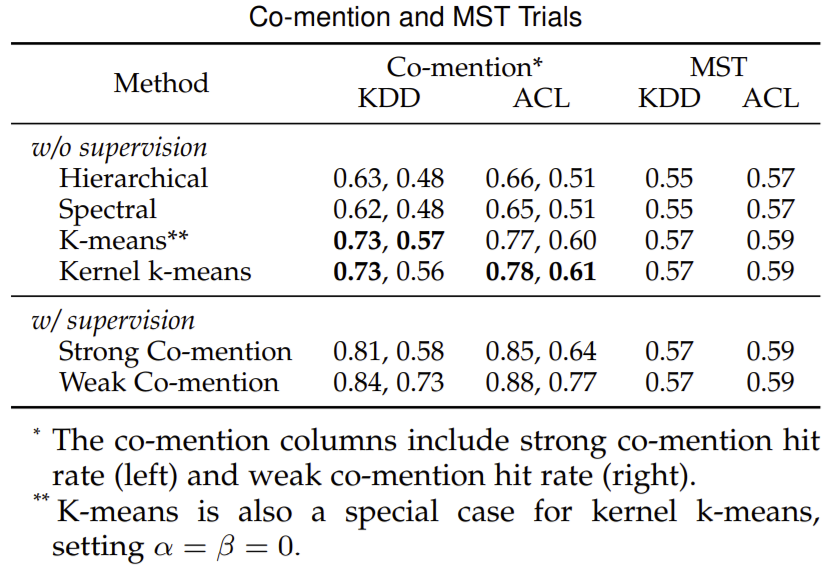 Co-mention and MST Trials
Method Co-mention* MST
KDD ACL KDD ACL
w/o supervision
Hierarchical 0.63, 0.48 0.66, 0.51 0.55 0.57
Spectral 0.62, 0.48 0.65, 0.51 0.55 0.57
K-means** 0.73, 0.57 0.77, 0.60 0.57 0.59
Kernel k-means 0.73, 0.56 0.78, 0.61 0.57 0.59
w/ supervision
Strong Co-mention 0.81, 0.58 0.85, 0.64 0.57 0.59
Weak Co-mention 0.84, 0.73 0.88, 0.77 0.57 0.59
* The co-mention columns include strong co-mention hit
rate (left) and weak co-mention hit rate (right).
** K-means is also a special case for kernel k-means,
setting α = β = 0.